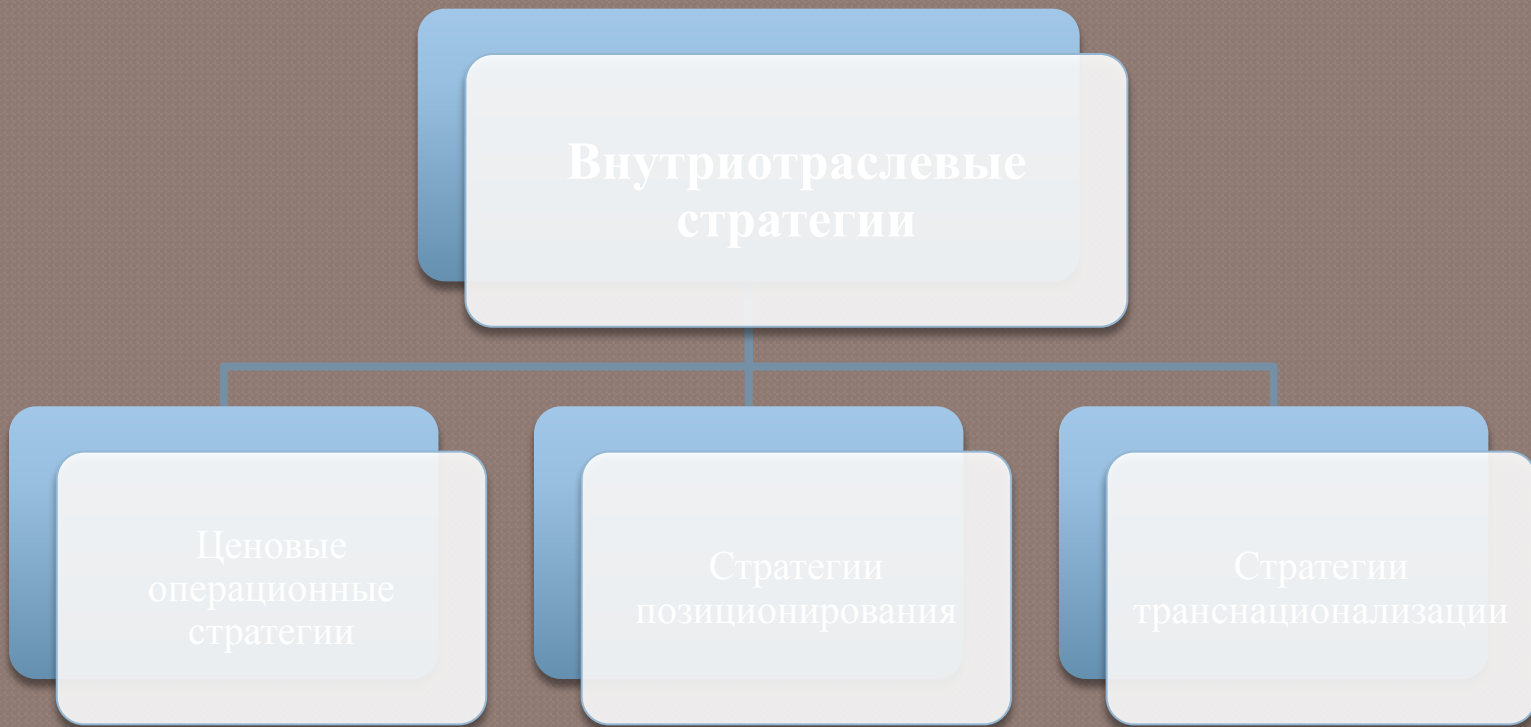 Внутриотраслевые
стратегии
Ценовые
операционные
стратегии
Стратегии
позиционирования
Стратегии
транснационализации